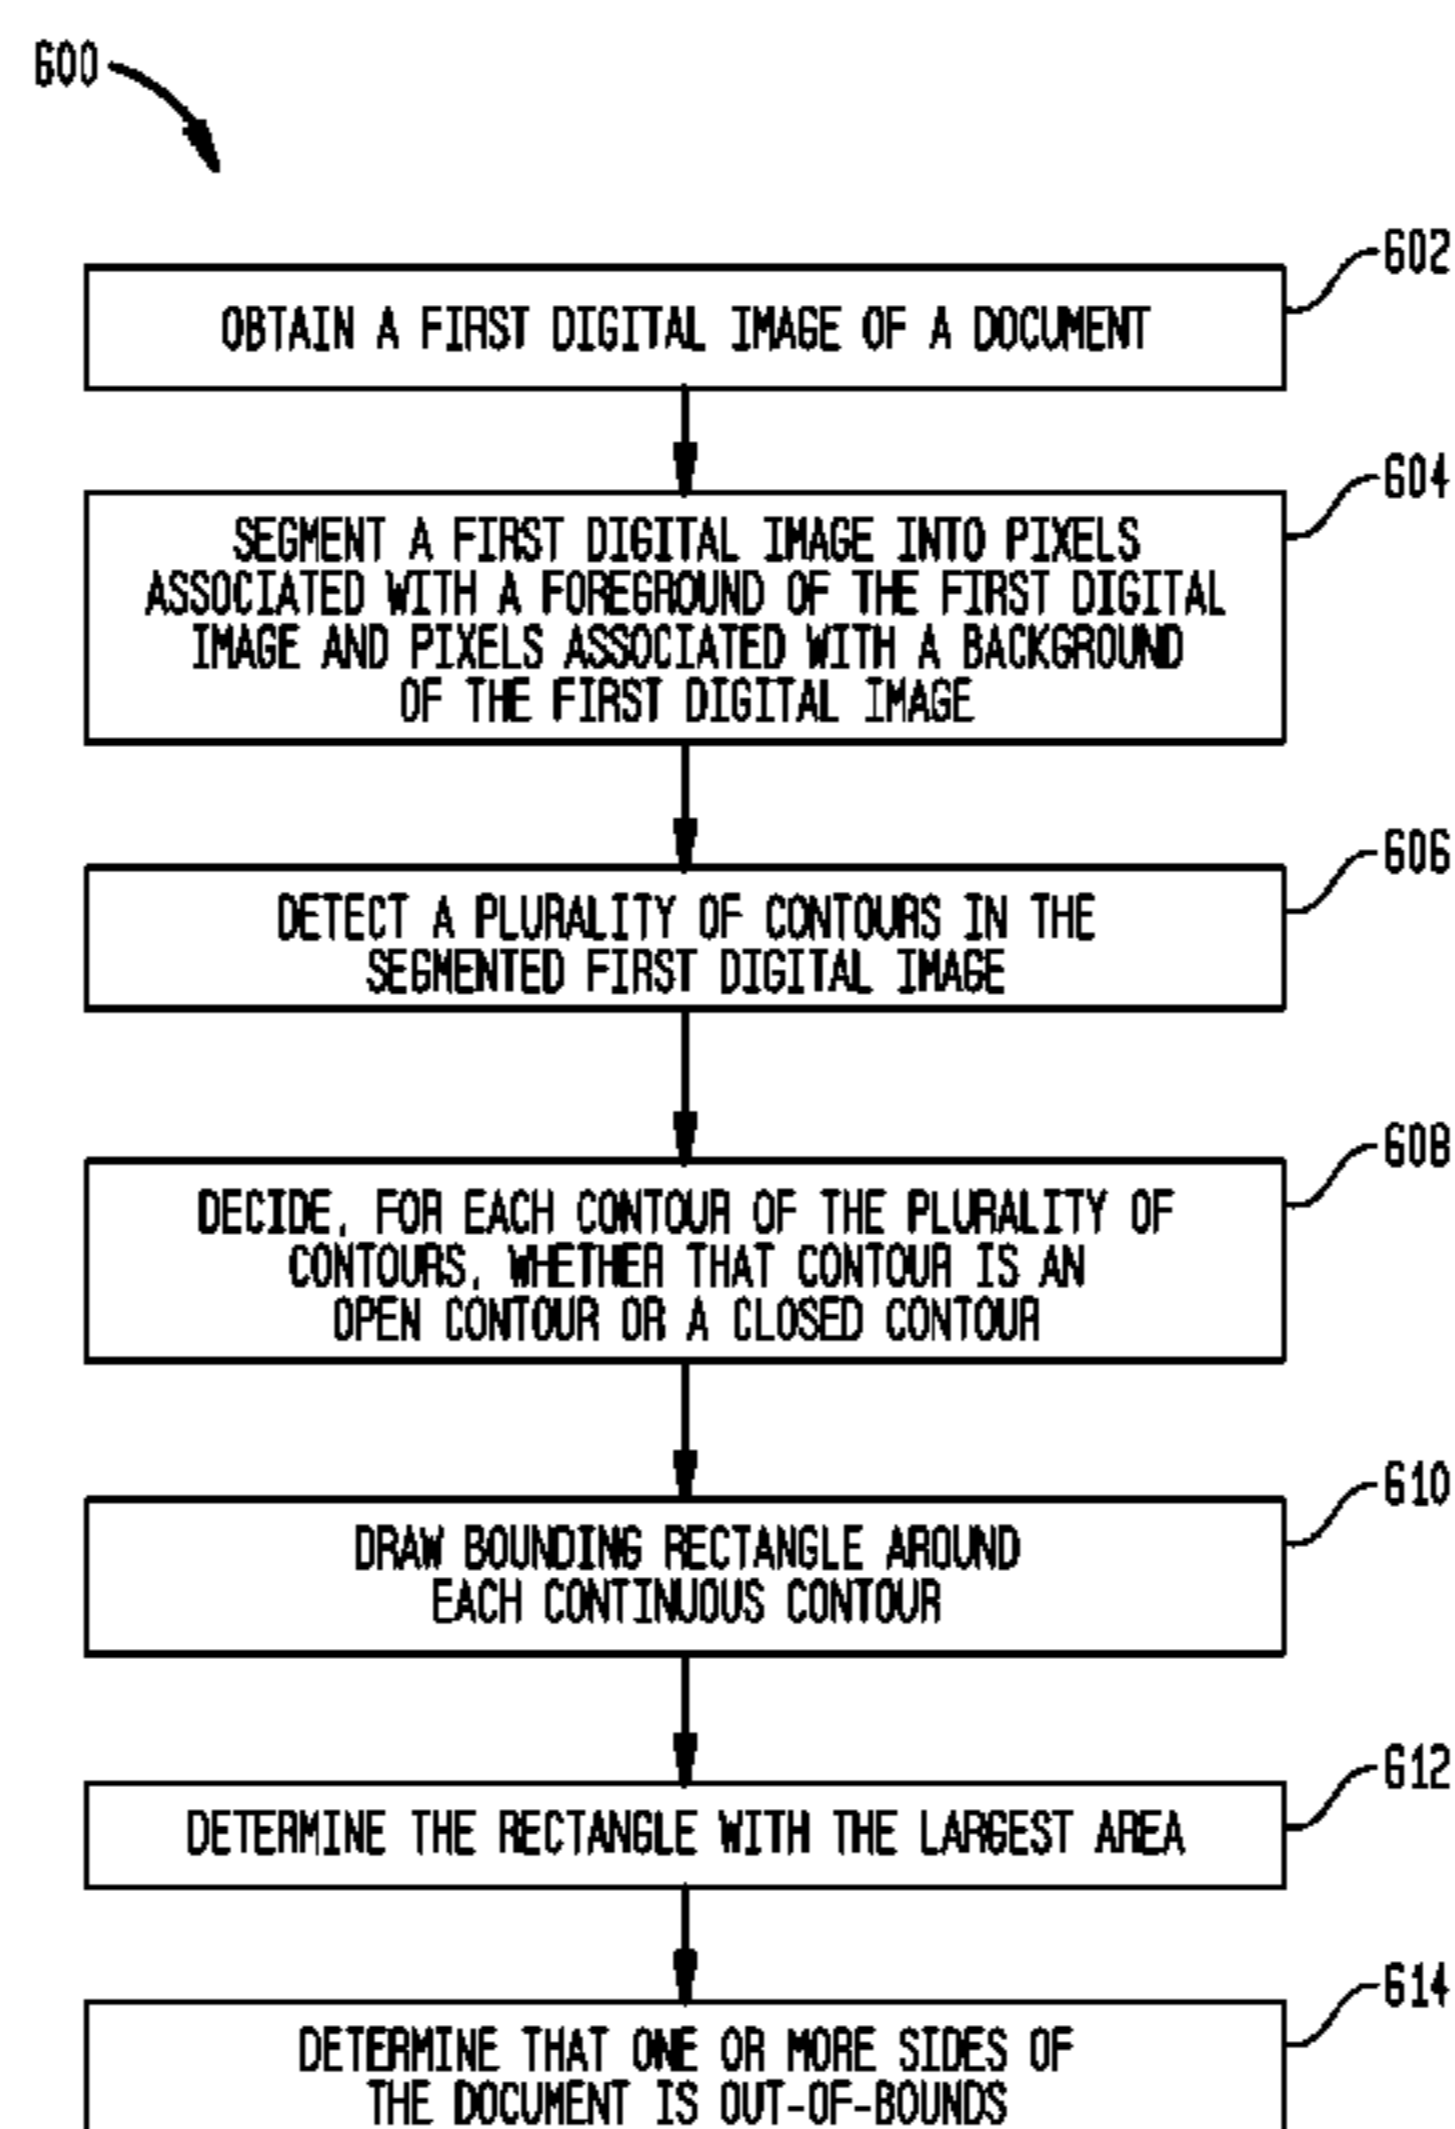 600
602
OBTAIN A FIRST DIGITAL IMAGE OF A DOCUMENT
604
SEGMENT A FIRST DIGITAL IMAGE INTO PIXELS
ASSOCIATED WITH A FOREGROUND OF THE FIRST DIGITAL
IMAGE AND PIXELS ASSOCIATED WITH A BACKGROUND
OF THE FIRST DIGITAL IMAGE
606
DETECT A PLURALITY OF CONTOURS IN THE
SEGMENTED FIRST DIGITAL IMAGE
608
DECIDE, FOR EACH CONTOUR OF THE PLURALITY OF
CONTOURS, WHETHER THAT CONTOUR IS AN
OPEN CONTOUR OR A CLOSED CONTOUR
610
DRAW BOUNDING RECTANGLE AROUND
EACH CONTINUOUS CONTOUR
612
DETERMINE THE RECTANGLE WITH THE LARGEST AREA
614
DETERMINE THAT ONE OR MORE SIDES OF
THE DOCUMENT IS OUT-OF-BOUNDS